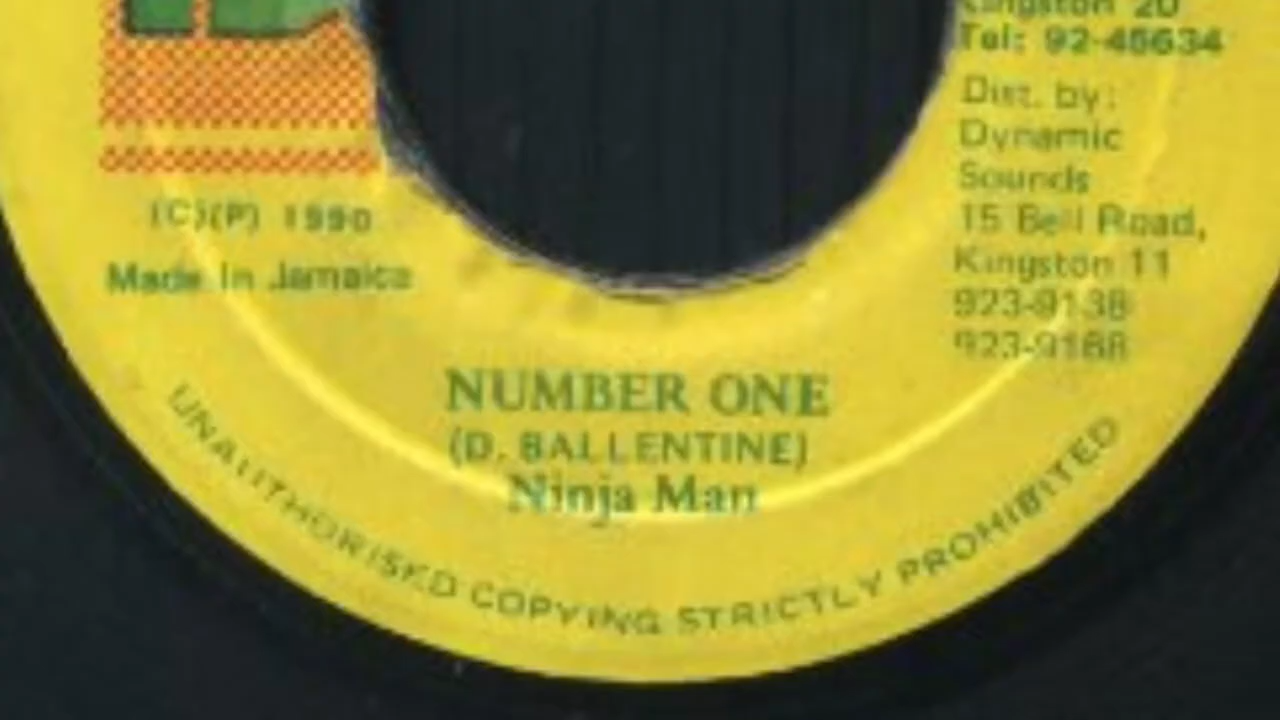 Kingston 20
Tel: 92-45634
Dist. by:
Dynamic
Sounds
15 Bell Road,
Kingston 11
923-9138
923-9188
(C)(P) 1990
Made In Jamaica
NUMBER ONE
(D. BALLENTINE)
Ninja Man
UNAUTHORISED COPYING STRICTLY PROHIBITED